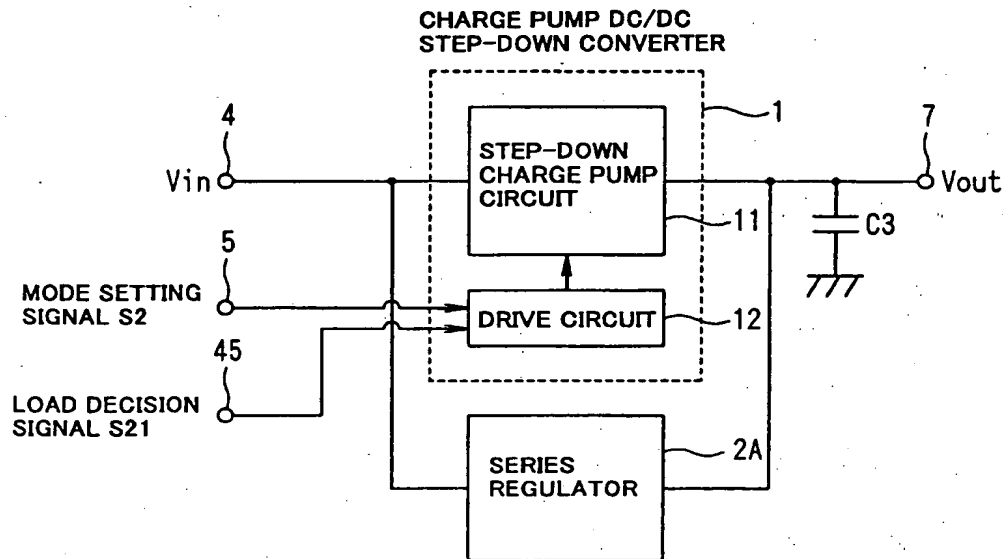 CHARGE PUMP DC/DC
STEP-DOWN CONVERTER
4
1
7
Vin
STEP-DOWN
CHARGE PUMP
CIRCUIT
11
Vout
C3
5
MODE SETTING
SIGNAL S2
DRIVE CIRCUIT
12
45
LOAD DECISION
SIGNAL S21
2A
SERIES
REGULATOR